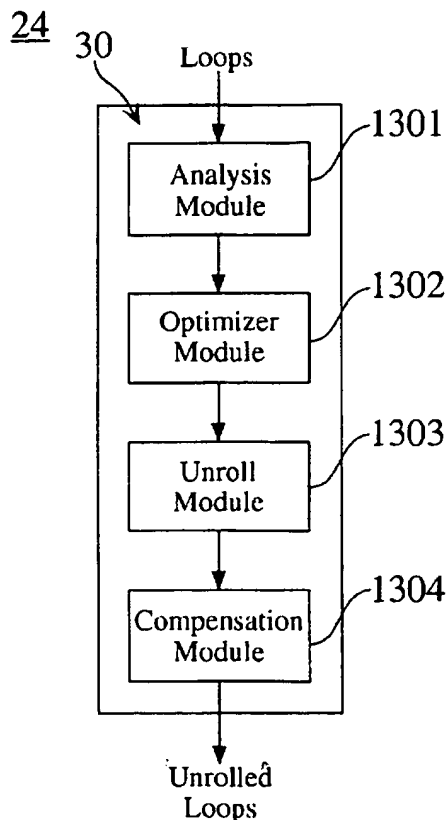 24
30
Loops
1301
Analysis
Module
1302
Optimizer
Module
1303
Unroll
Module
1304
Compensation
Module
Unrolled
Loops